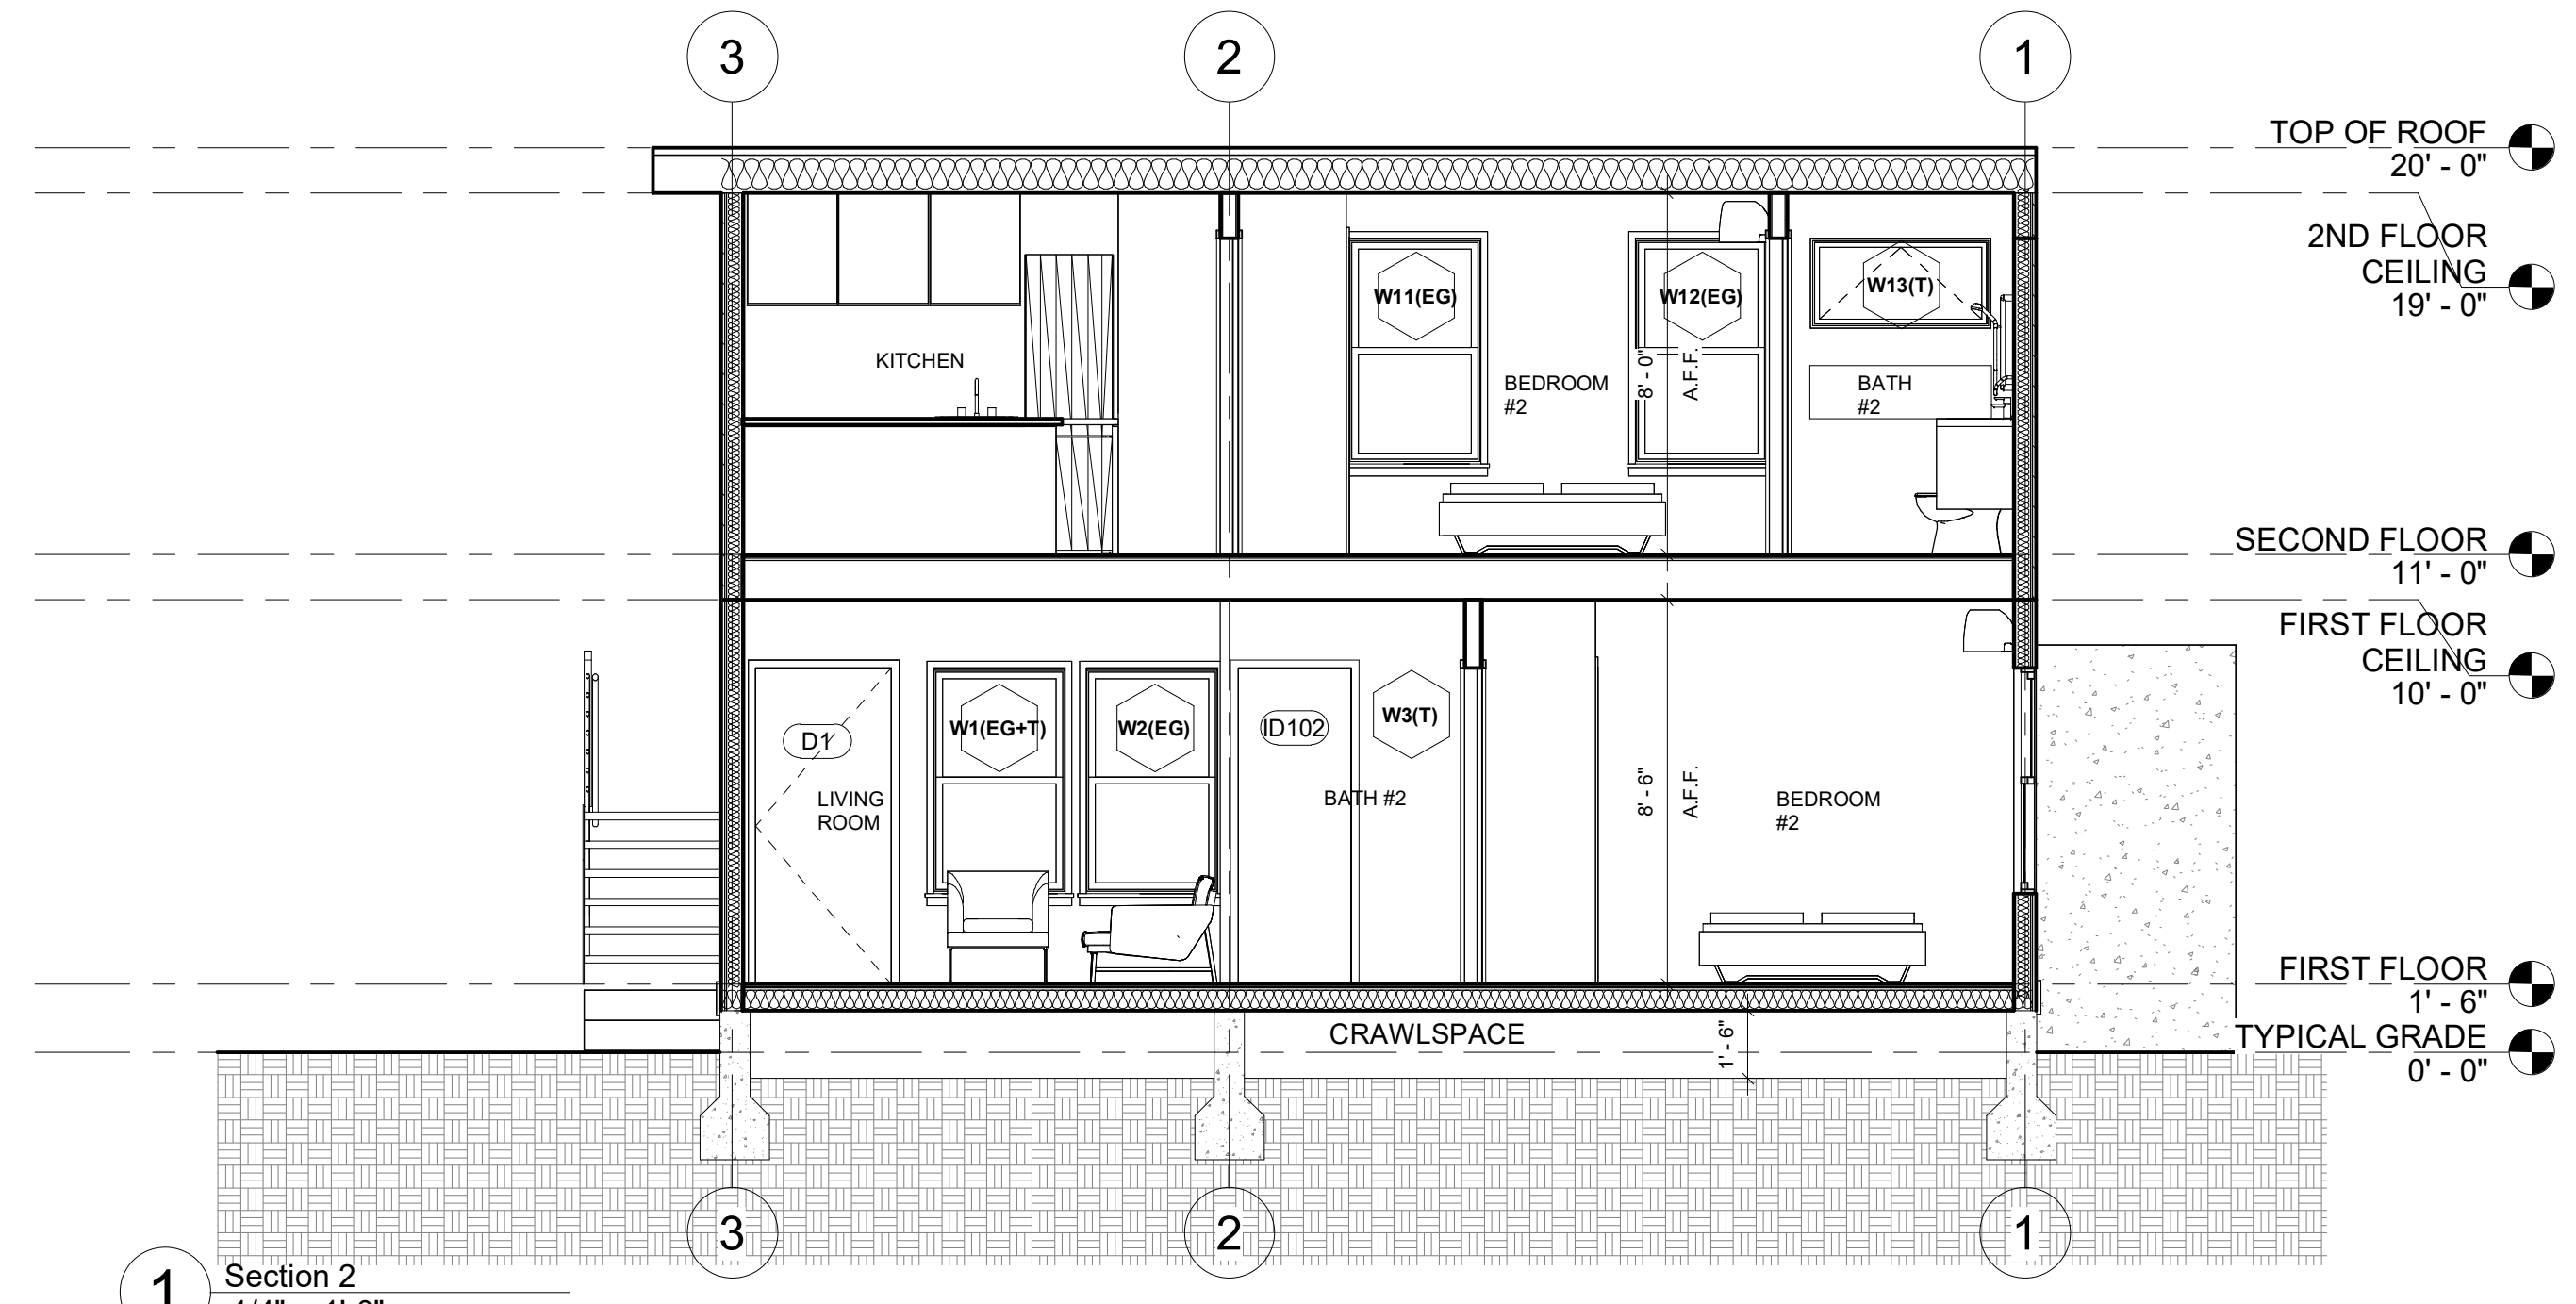 3
2
1
TOP OF ROOF
20' - 0"
2ND FLOOR
CEILING
19' - 0"
W11(EG)
W12(EG)
W13(T)
KITCHEN
BEDROOM
#2
8' - 0"
A.F.F.
BATH
#2
SECOND FLOOR
11' - 0"
FIRST FLOOR
CEILING
10' - 0"
D1
W1(EG+T)
W2(EG)
ID102
W3(T)
LIVING
ROOM
BATH #2
8' - 6"
A.F.F.
BEDROOM
#2
FIRST FLOOR
1' - 6"
CRAWLSPACE
1' - 6"
TYPICAL GRADE
0' - 0"
3
2
1
1
Section 2